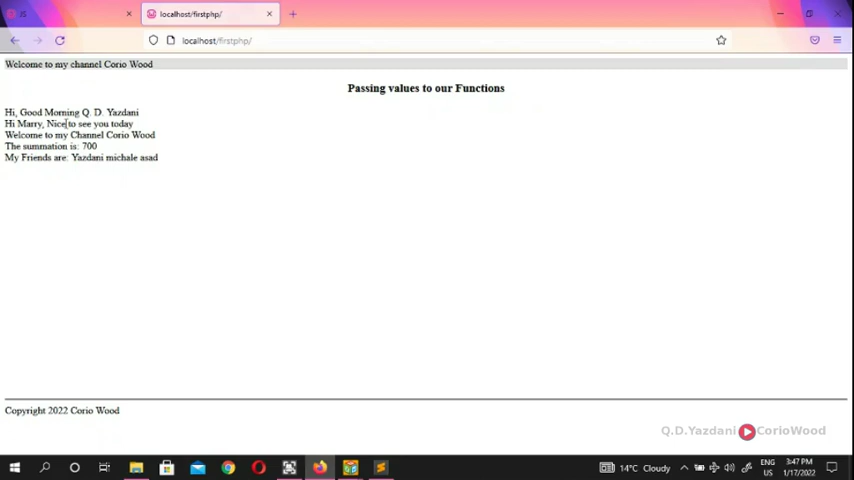 JS
localhost/firstphp/
localhost/firstphp/
Welcome to my channel Corio Wood
Passing values to our Functions
Hi, Good Morning Q. D. Yazdani
Hi Marry, Nice to see you today
Welcome to my Channel Corio Wood
The summation is: 700
My Friends are: Yazdani michale asad
Copyright 2022 Corio Wood
Q.D.Yazdani CorioWood
14°C Cloudy
ENG
US
3:47 PM
1/17/2022